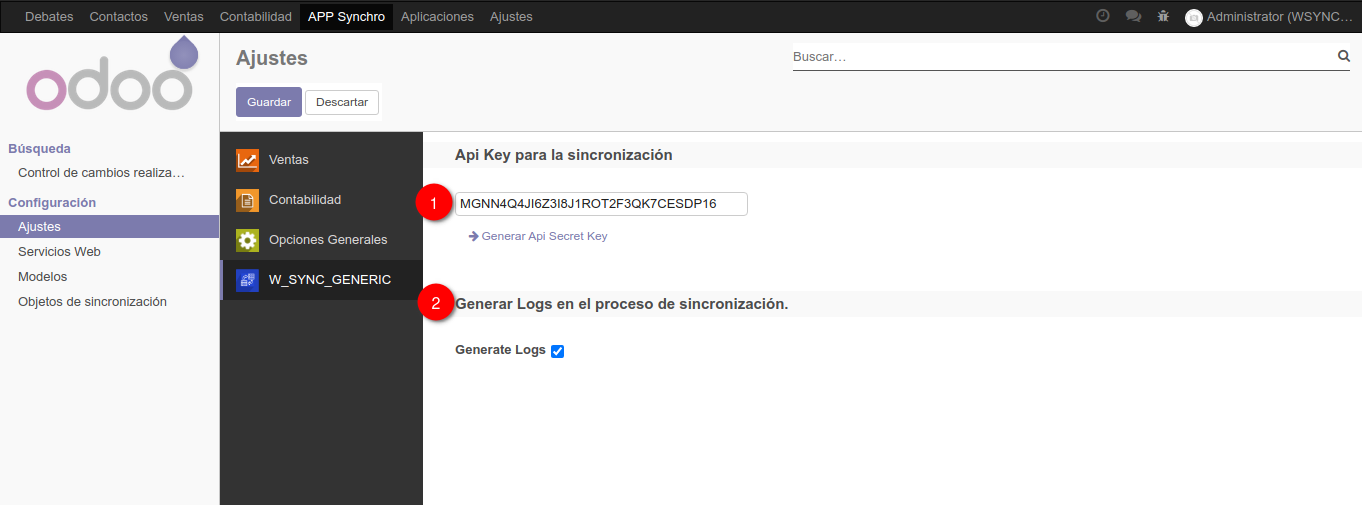 Debates Contactos Ventas Contabilidad APP Synchro Aplicaciones Ajustes Administrator (WSYNC...
odoo
Ajustes
Buscar...
Guardar Descartar
Búsqueda
Control de cambios realiza...
Configuración
Ajustes
Servicios Web
Modelos
Objetos de sincronización
Ventas
Contabilidad
Opciones Generales
W_SYNC_GENERIC
Api Key para la sincronización
1
MGNN4Q4JI6Z3I8J1ROT2F3QK7CESDP16
Generar Api Secret Key
2
Generar Logs en el proceso de sincronización.
Generate Logs